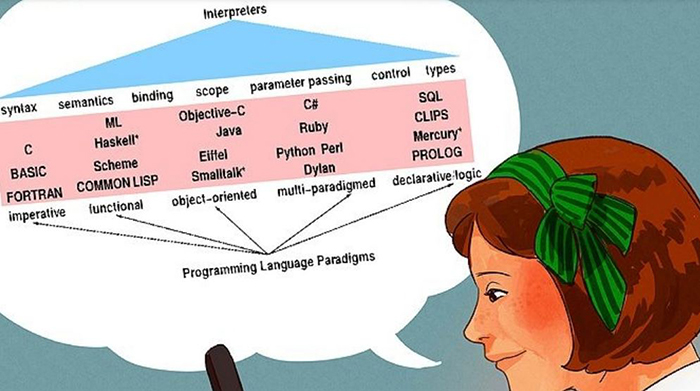 Interpreters
syntax semantics binding scope parameter passing control types
C
BASIC
FORTRAN
imperative
ML
Haskell*
Scheme
COMMON LISP
functional
Objective-C
Java
Eiffel
Smalltalk*
object-oriented
C#
Ruby
Python Perl
Dylan
multi-paradigmed
SQL
CLIPS
Mercury*
PROLOG
declarative/logic
Programming Language Paradigms